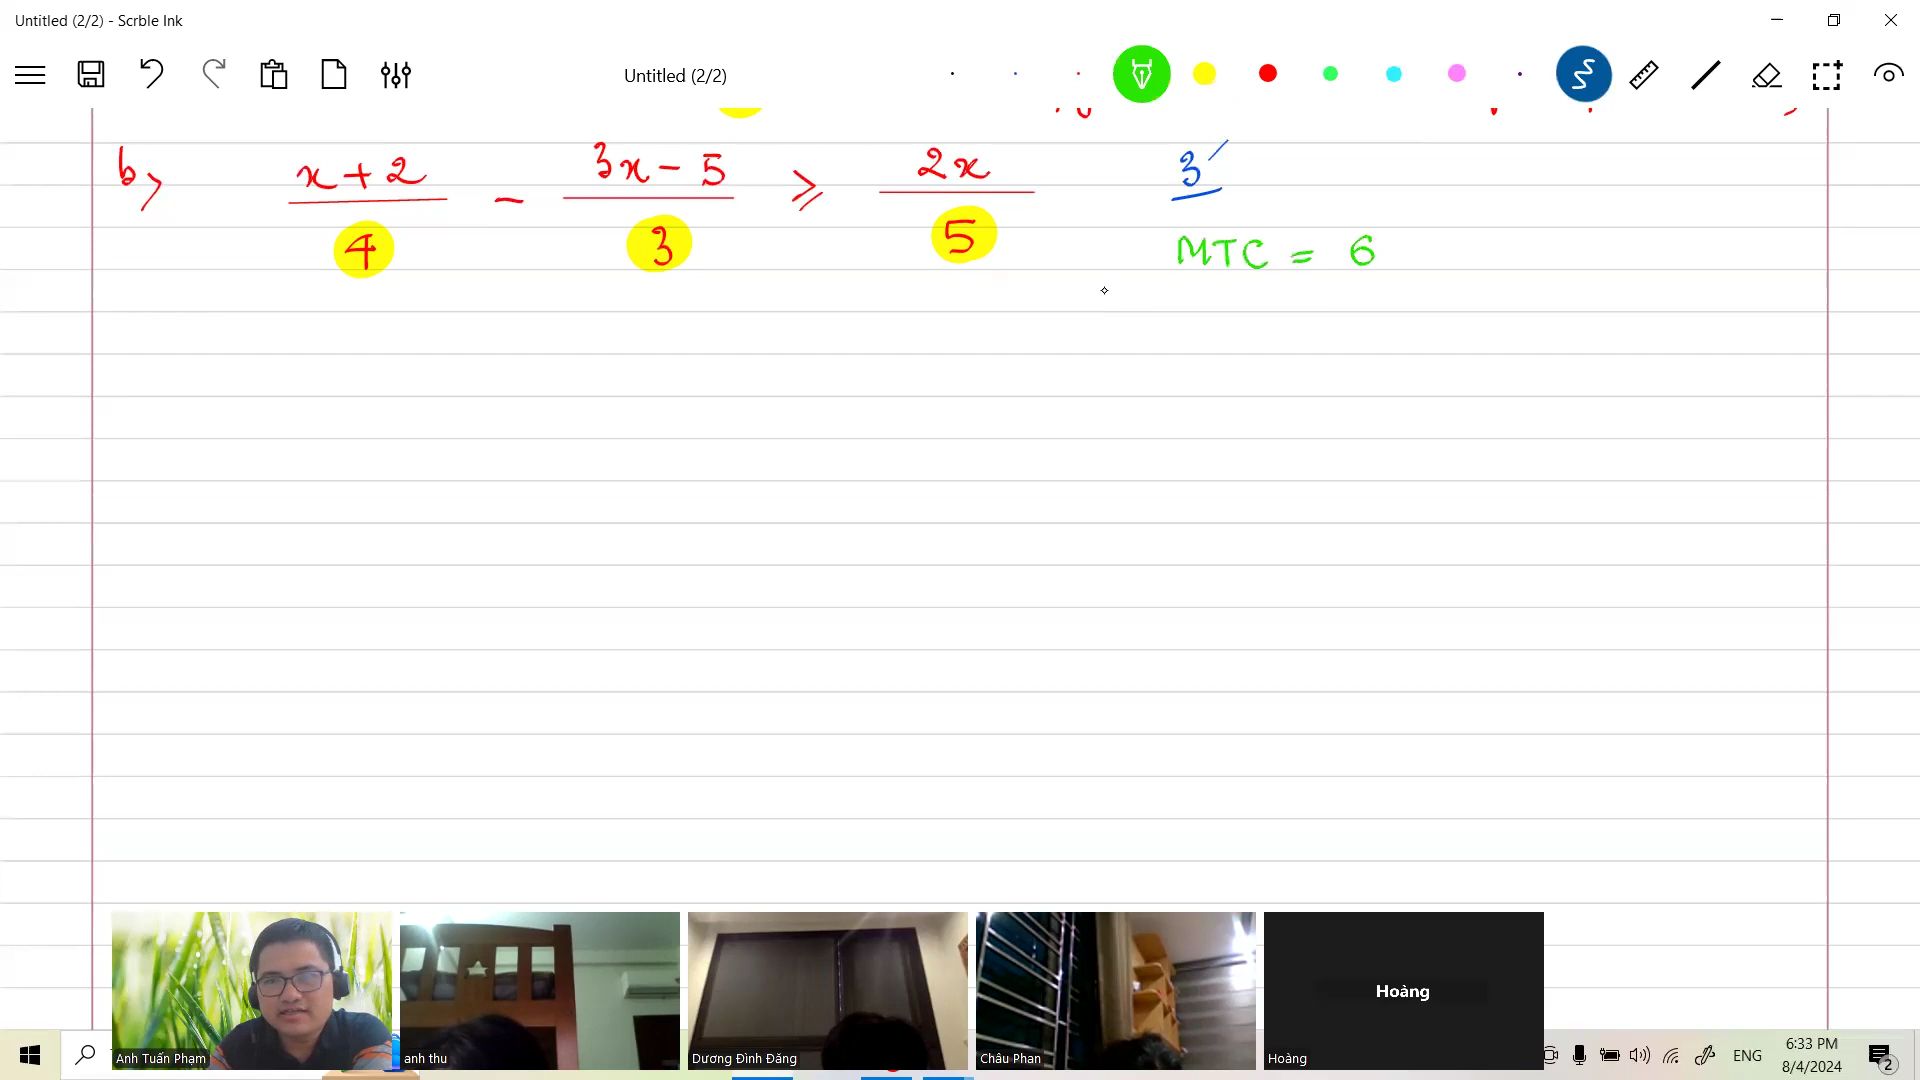 Untitled (2/2) - Scrble Ink
Untitled (2/2)
b) x+2/4 - 3x-5/3 ⩾ 2x/5
3'
MTC = 6
Anh Tuấn Phạm
anh thu
Dương Đình Đăng
Châu Phan
Hoàng
Hoàng
ENG
6:33 PM
8/4/2024
2